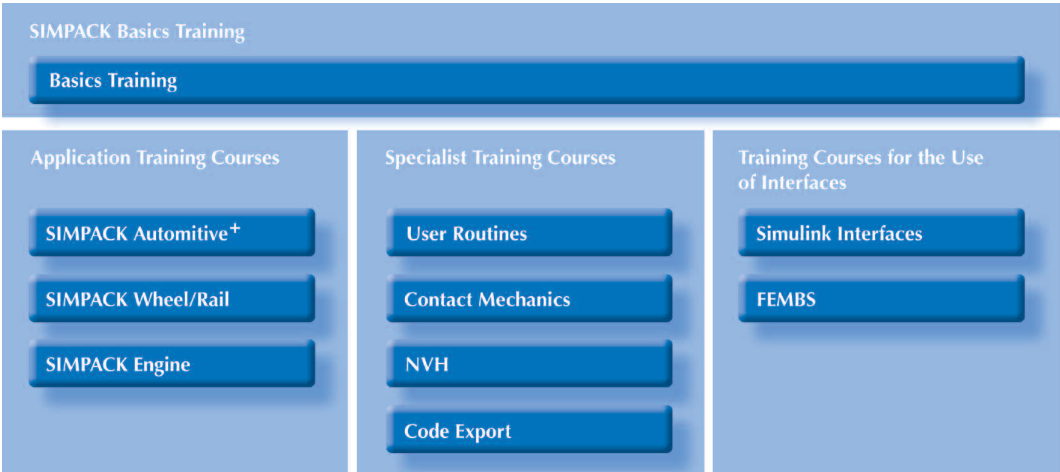 SIMPACK Basics Training
Basics Training
Application Training Courses
SIMPACK Automitive+
SIMPACK Wheel/Rail
SIMPACK Engine
Specialist Training Courses
User Routines
Contact Mechanics
NVH
Code Export
Training Courses for the Use
of Interfaces
Simulink Interfaces
FEMBS